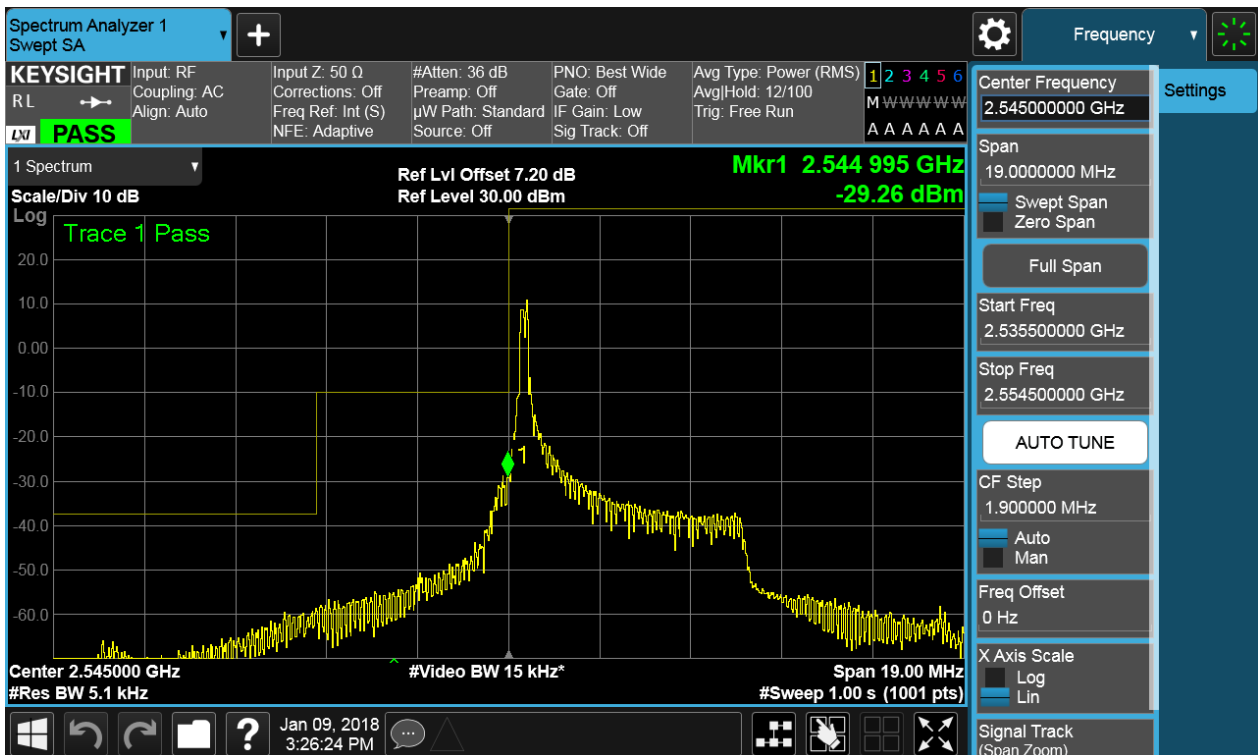 Spectrum Analyzer 1
Swept SA
+
Frequency
KEYSIGHT
RL
LXI PASS
Input: RF
Coupling: AC
Align: Auto
Input Z: 50 Ω
Corrections: Off
Freq Ref: Int (S)
NFE: Adaptive
#Atten: 36 dB
Preamp: Off
µW Path: Standard
Source: Off
PNO: Best Wide
Gate: Off
IF Gain: Low
Sig Track: Off
Avg Type: Power (RMS)
Avg|Hold: 12/100
Trig: Free Run
1 2 3 4 5 6
M W W W W W
A A A A A A
1 Spectrum
Scale/Div 10 dB
Ref Lvl Offset 7.20 dB
Ref Level 30.00 dBm
Mkr1 2.544 995 GHz
-29.26 dBm
Log
Trace 1 Pass
20.0
10.0
0.00
-10.0
-20.0
-30.0
-40.0
-50.0
-60.0
1
Center 2.545000 GHz
#Video BW 15 kHz*
Span 19.00 MHz
#Res BW 5.1 kHz
#Sweep 1.00 s (1001 pts)
Center Frequency
2.545000000 GHz
Span
19.0000000 MHz
Swept Span
Zero Span
Full Span
Start Freq
2.535500000 GHz
Stop Freq
2.554500000 GHz
AUTO TUNE
CF Step
1.900000 MHz
Auto
Man
Freq Offset
0 Hz
X Axis Scale
Log
Lin
Signal Track
(Span Zoom)
Settings
?
Jan 09, 2018
3:26:24 PM